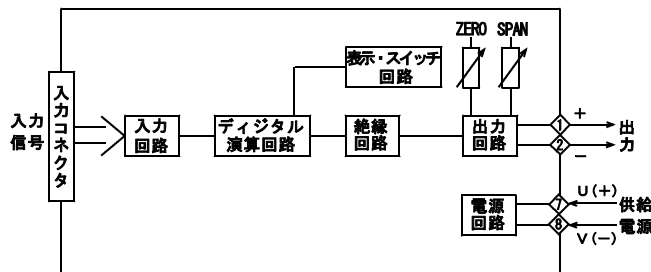 ZERO SPAN
表示・スイッチ
回路
入力
信号
入力コネクタ
入力
回路
ディジタル
演算回路
絶縁
回路
出力
回路
1
+
2
−
出
力
電源
回路
7
U(+)
8
V(−)
供給
電源